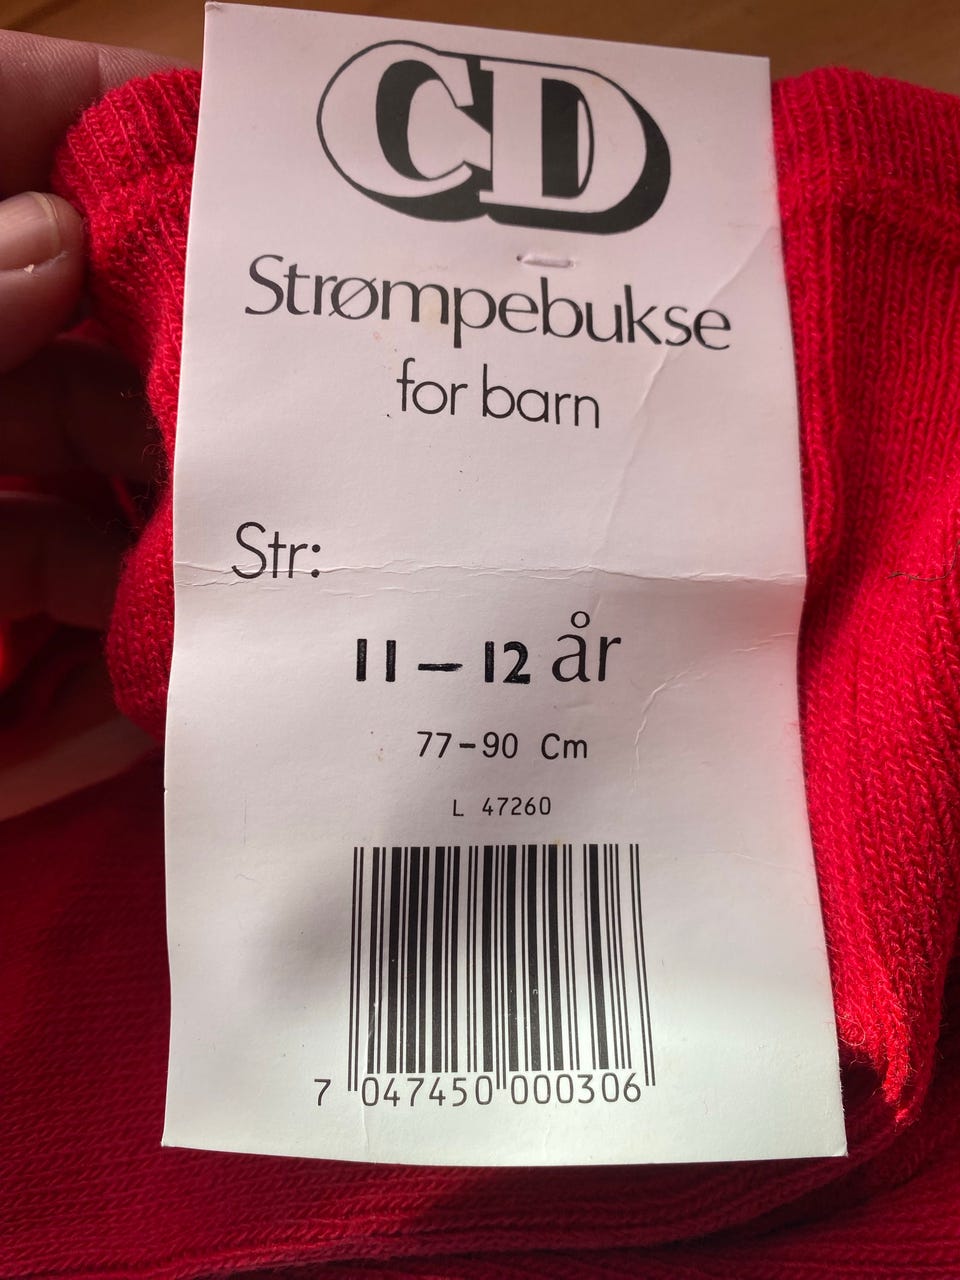 CD
Strømpebukse
for barn
Str:
11 – 12 år
77-90 Cm
L 47260
7 047450 000306